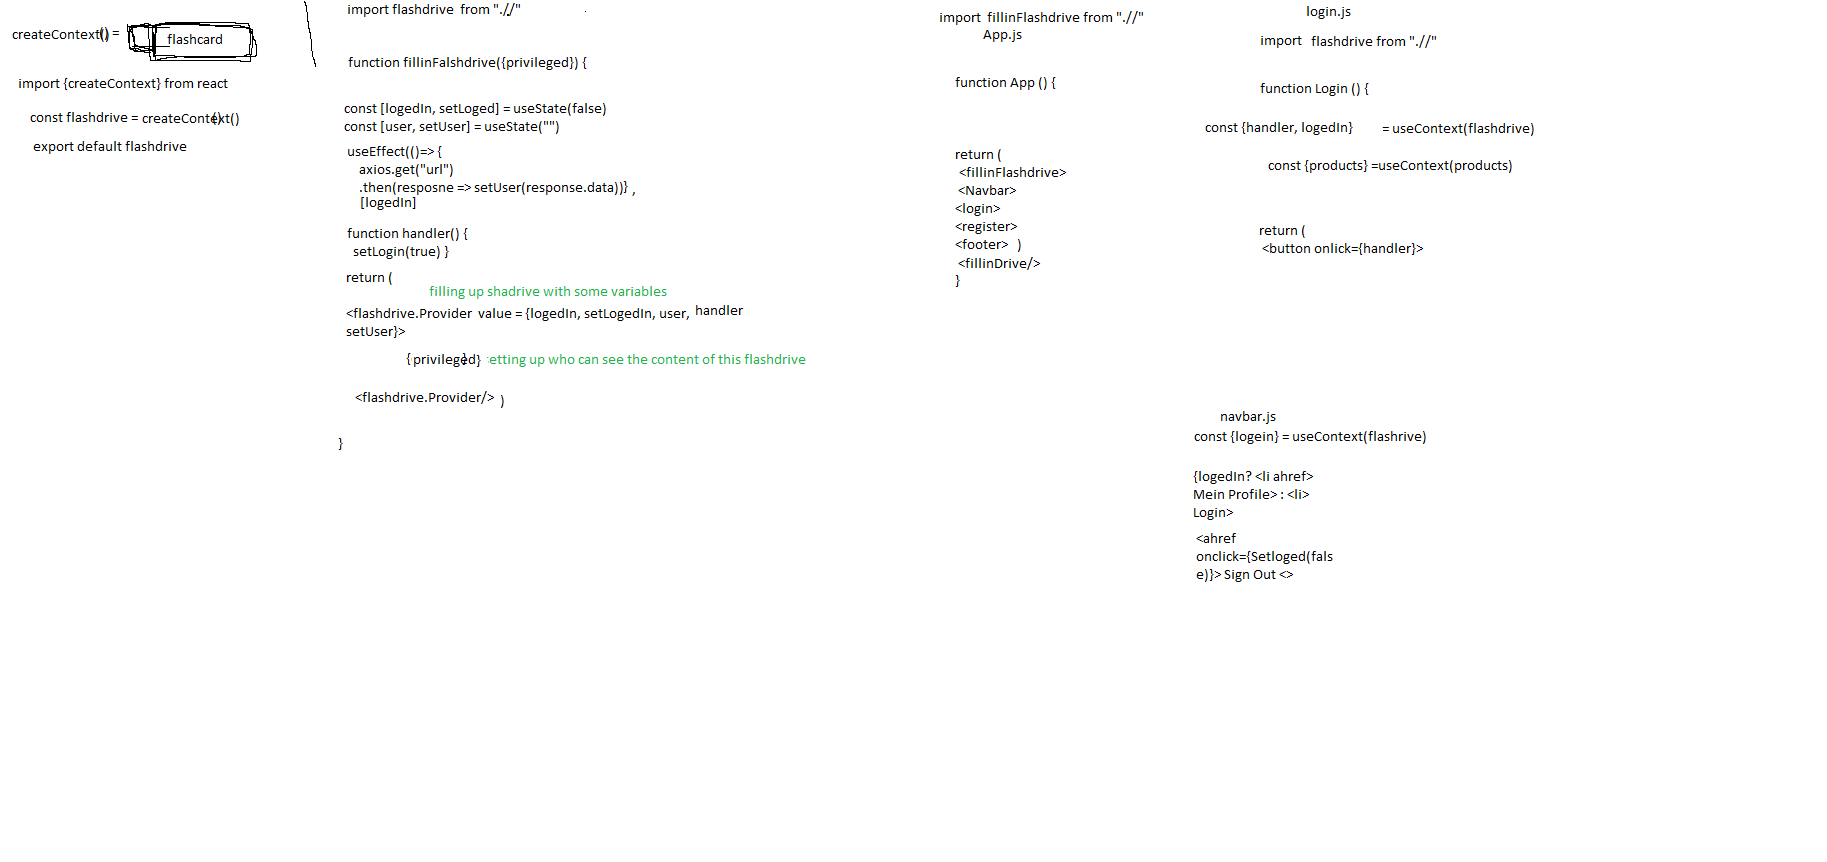 createContext() =
flashcard
import {createContext} from react
const flashdrive = createContext()
export default flashdrive
import flashdrive from ".//"
function fillinFalshdrive({privileged}) {
const [logedIn, setLoged] = useState(false)
const [user, setUser] = useState("")
useEffect(()=> {
axios.get("url")
.then(resposne => setUser(response.data))} ,
[logedIn]
function handler() {
setLogin(true) }
return (
filling up shadrive with some variables
<flashdrive.Provider value = {logedIn, setLogedIn, user, handler
setUser}>
{privileged} etting up who can see the content of this flashdrive
<flashdrive.Provider/> )
}
import fillinFlashdrive from ".//"
App.js
function App () {
return (
<fillinFlashdrive>
<Navbar>
<login>
<register>
<footer> )
<fillinDrive/>
}
login.js
import flashdrive from ".//"
function Login () {
const {handler, logedIn} = useContext(flashdrive)
const {products} =useContext(products)
return (
<button onlick={handler}>
navbar.js
const {logein} = useContext(flashrive)
{logedIn? <li ahref>
Mein Profile> : <li>
Login>
<ahref
onclick={Setloged(fals
e)}> Sign Out <>